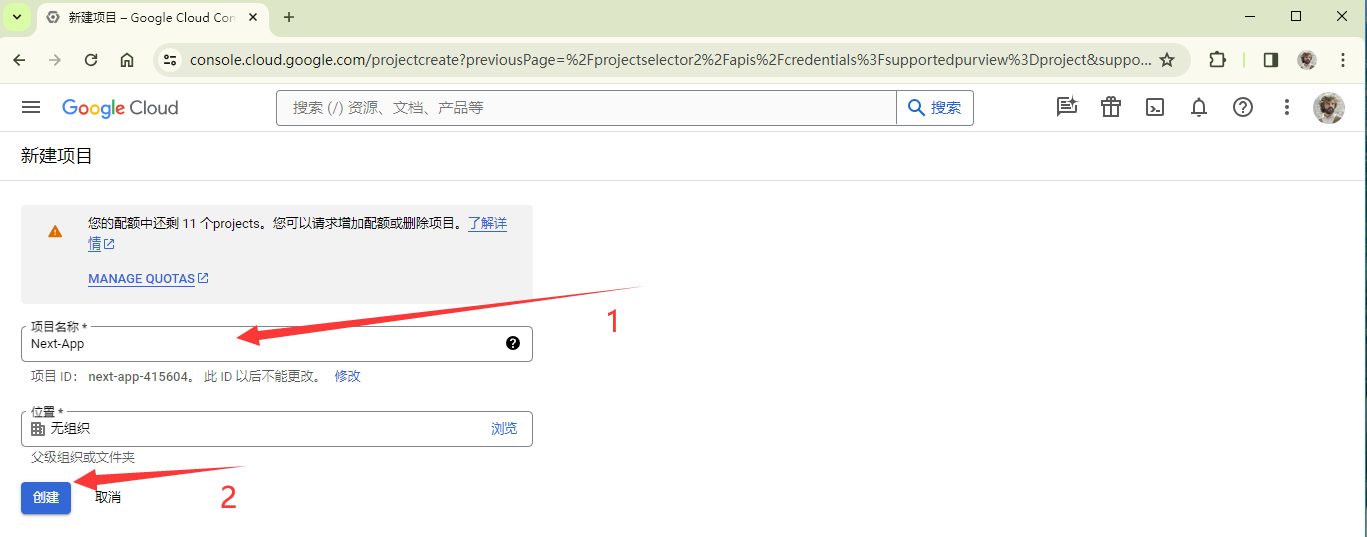 新建项目 – Google Cloud Con
console.cloud.google.com/projectcreate?previousPage=%2Fprojectselector2%2Fapis%2Fcredentials%3Fsupportedpurview%3Dproject&suppo...
Google Cloud
搜索 (/) 资源、文档、产品等
搜索
新建项目
您的配额中还剩 11 个projects。您可以请求增加配额或删除项目。了解详
情
MANAGE QUOTAS
1
项目名称 *
Next-App
项目 ID： next-app-415604。 此 ID 以后不能更改。 修改
位置 *
无组织
浏览
父级组织或文件夹
创建
取消
2